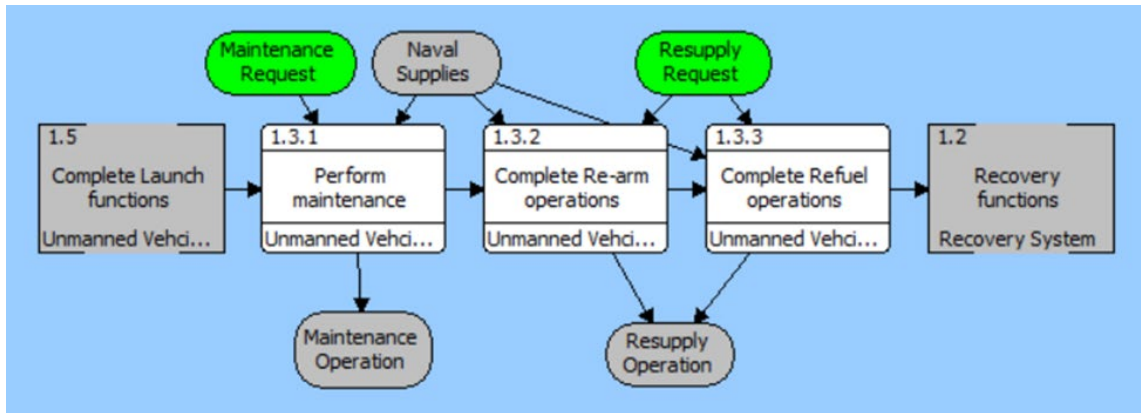 Maintenance
Request
Naval
Supplies
Resupply
Request
1.5
Complete Launch
functions
Unmanned Vehci...
1.3.1
Perform
maintenance
Unmanned Vehci...
1.3.2
Complete Re-arm
operations
Unmanned Vehci...
1.3.3
Complete Refuel
operations
Unmanned Vehci...
1.2
Recovery
functions
Recovery System
Maintenance
Operation
Resupply
Operation